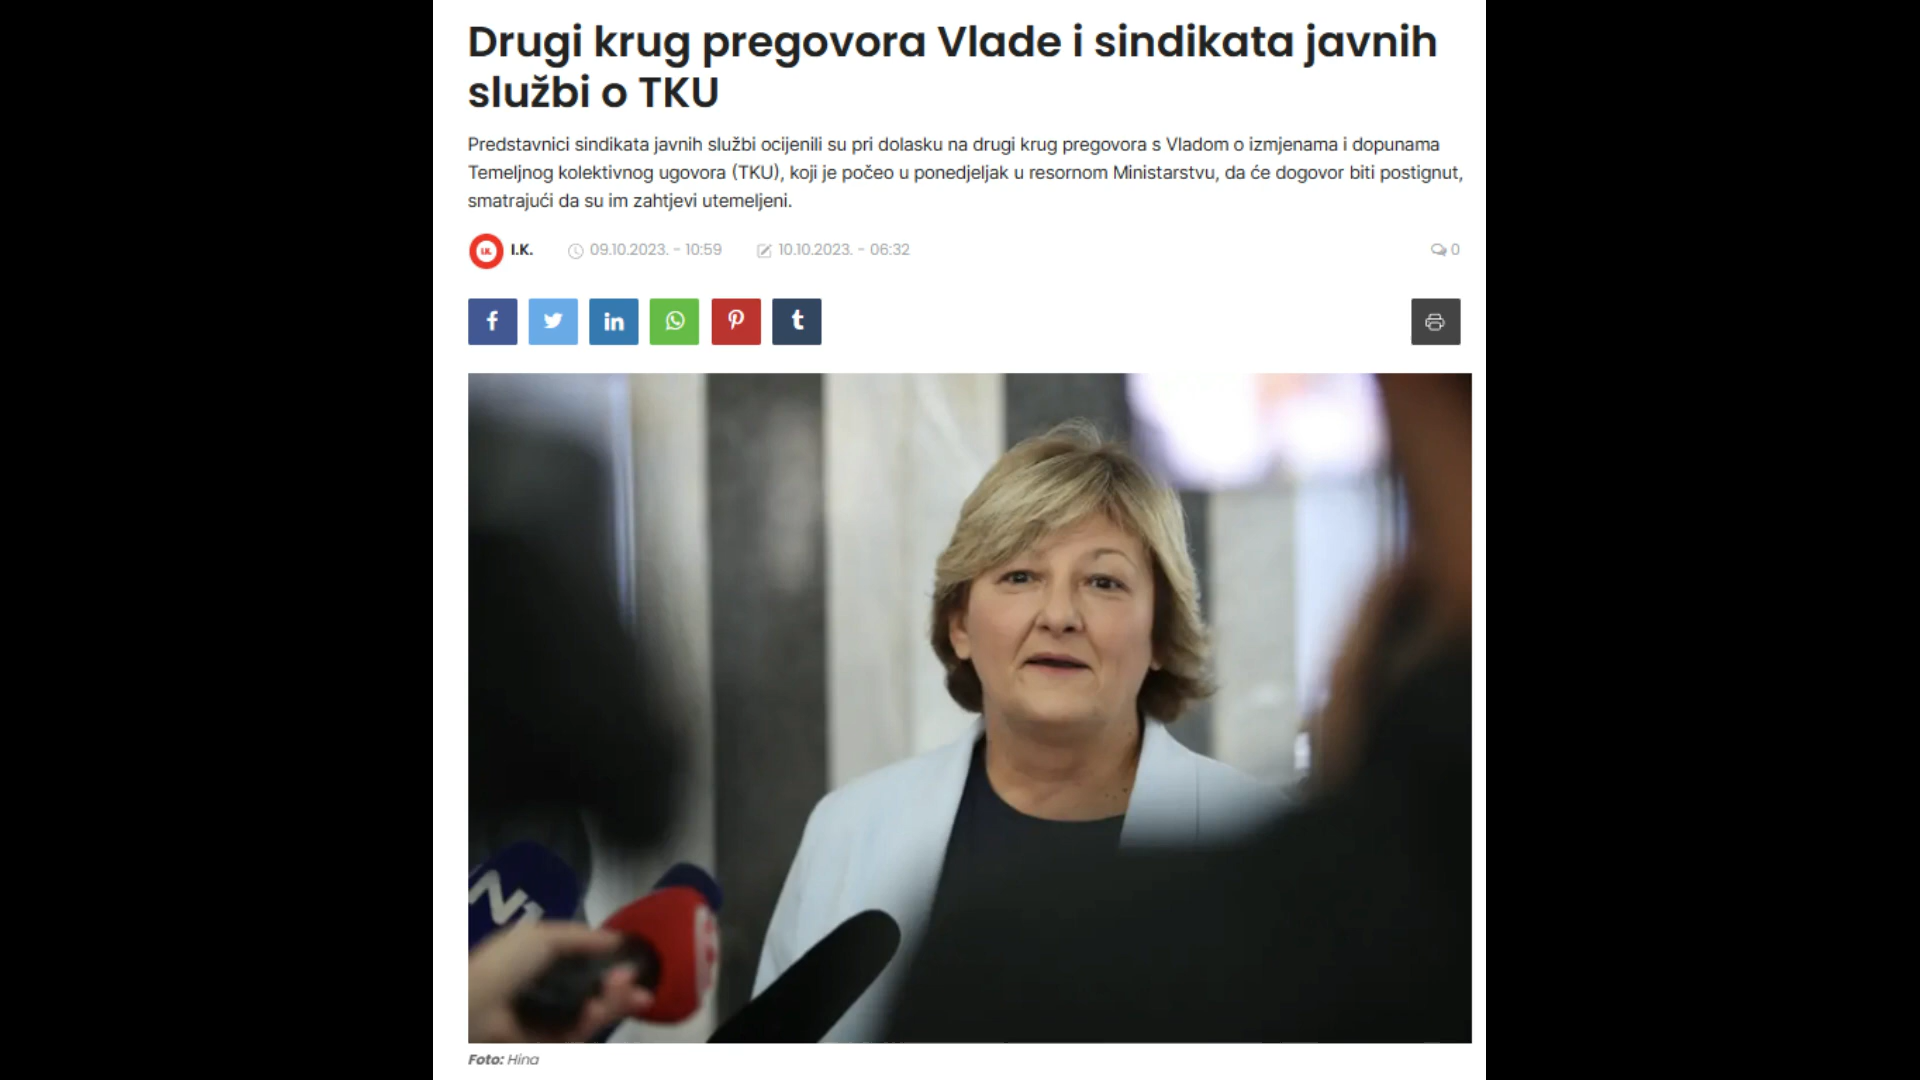 Drugi krug pregovora Vlade i sindikata javnih
službi o TKU
Predstavnici sindikata javnih službi ocijenili su pri dolasku na drugi krug pregovora s Vladom o izmjenama i dopunama
Temeljnog kolektivnog ugovora (TKU), koji je počeo u ponedjeljak u resornom Ministarstvu, da će dogovor biti postignut,
smatrajući da su im zahtjevi utemeljeni.
I.K. 09.10.2023. - 10:59 10.10.2023. - 06:32 0
N1
Foto: Hina